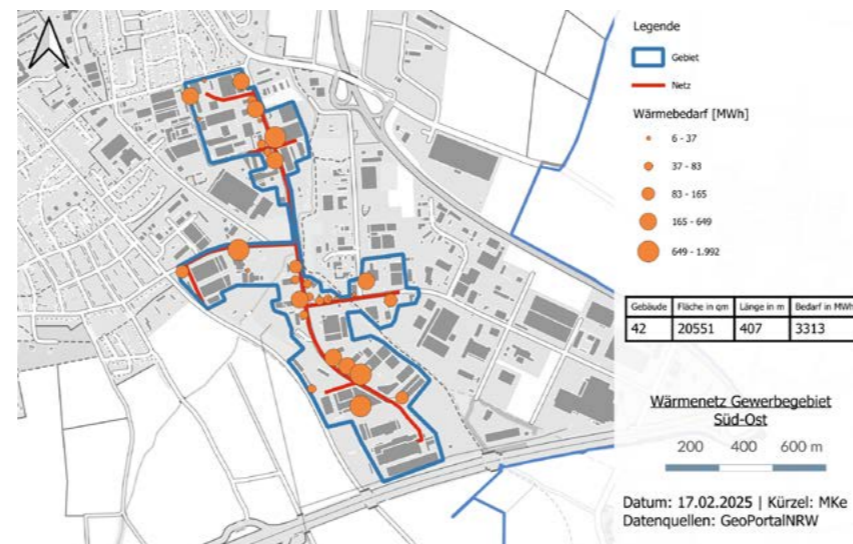 Legende
Gebiet
Netz
Wärmebedarf [MWh]
6 - 37
37 - 83
83 - 165
165 - 649
649 - 1.992
Gebäude Fläche in qm Länge in m Bedarf in MWh
42 20551 407 3313
Wärmenetz Gewerbegebiet
Süd-Ost
200 400 600 m
Datum: 17.02.2025 | Kürzel: MKe
Datenquellen: GeoPortalNRW